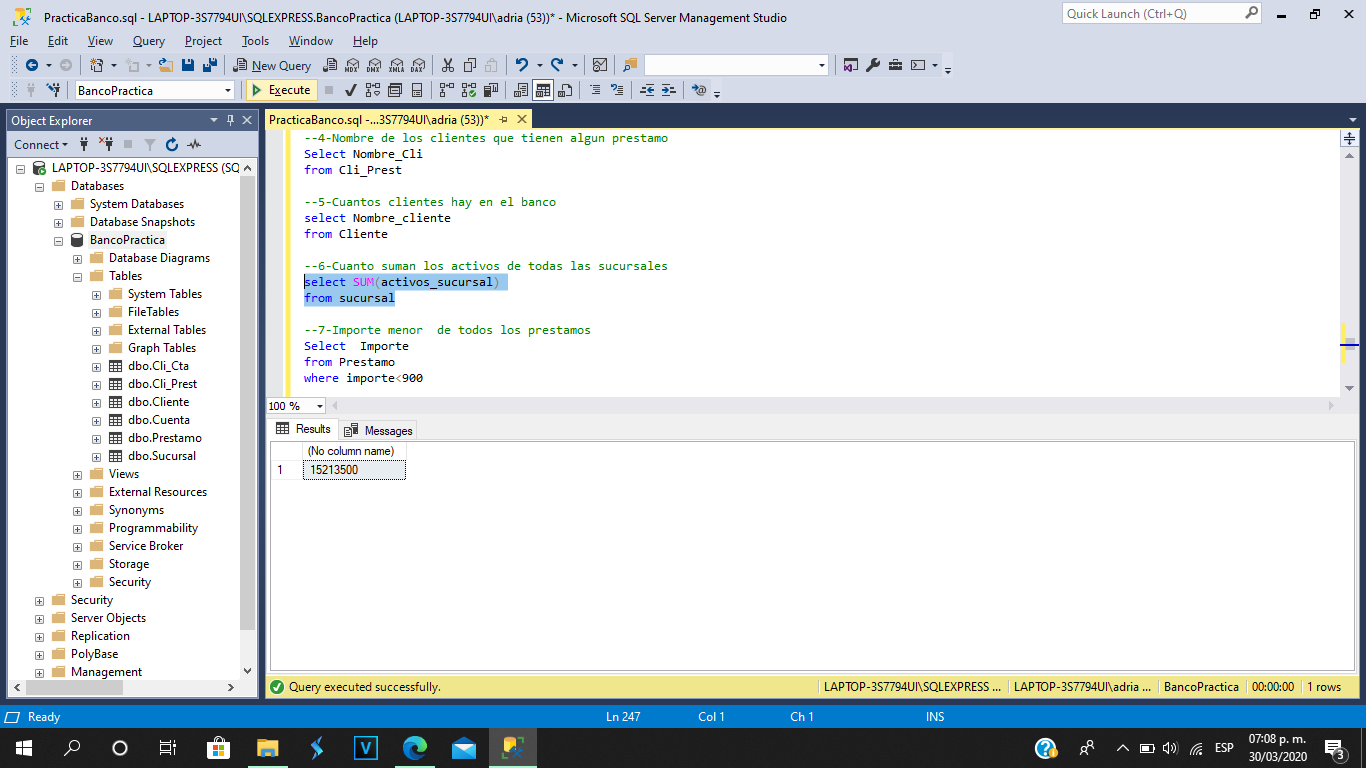 PracticaBanco.sql - LAPTOP-3S7794UI\SQLEXPRESS.BancoPractica (LAPTOP-3S7794UI\adria (53))* - Microsoft SQL Server Management Studio
Quick Launch (Ctrl+Q)
File Edit View Query Project Tools Window Help
New Query MDX DMX XMLA DAX
BancoPractica Execute
Object Explorer
Connect
LAPTOP-3S7794UI\SQLEXPRESS (SQ
Databases
System Databases
Database Snapshots
BancoPractica
Database Diagrams
Tables
System Tables
FileTables
External Tables
Graph Tables
dbo.Cli_Cta
dbo.Cli_Prest
dbo.Cliente
dbo.Cuenta
dbo.Prestamo
dbo.Sucursal
Views
External Resources
Synonyms
Programmability
Service Broker
Storage
Security
Security
Server Objects
Replication
PolyBase
Management
PracticaBanco.sql -...3S7794UI\adria (53))*
--4-Nombre de los clientes que tienen algun prestamo
Select Nombre_Cli
from Cli_Prest
--5-Cuantos clientes hay en el banco
select Nombre_cliente
from Cliente
--6-Cuanto suman los activos de todas las sucursales
select SUM(activos_sucursal)
from sucursal
--7-Importe menor  de todos los prestamos
Select  Importe
from Prestamo
where importe<900
100 %
Results Messages
(No column name)
1 15213500
Query executed successfully. LAPTOP-3S7794UI\SQLEXPRESS ... LAPTOP-3S7794UI\adria ... BancoPractica 00:00:00 1 rows
Ready Ln 247 Col 1 Ch 1 INS
V ESP 07:08 p. m.
30/03/2020 3